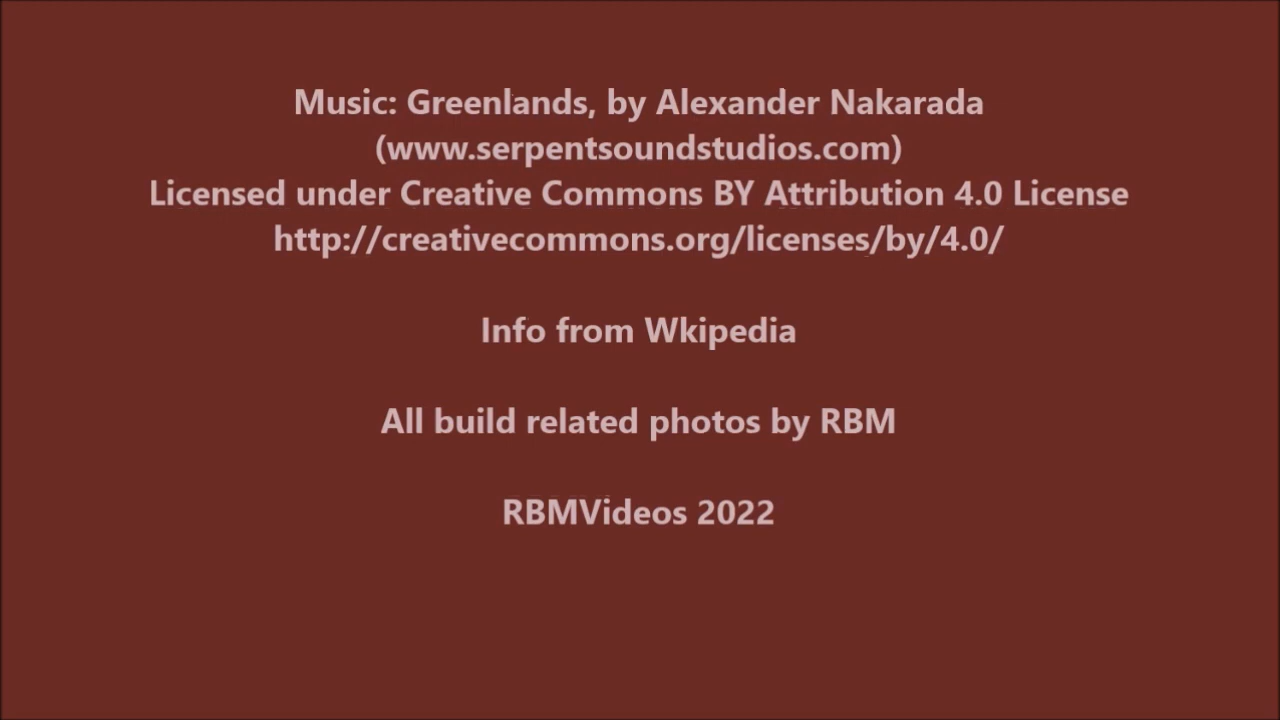 Music: Greenlands, by Alexander Nakarada
(www.serpentsoundstudios.com)
Licensed under Creative Commons BY Attribution 4.0 License
http://creativecommons.org/licenses/by/4.0/
Info from Wkipedia
All build related photos by RBM
RBMVideos 2022